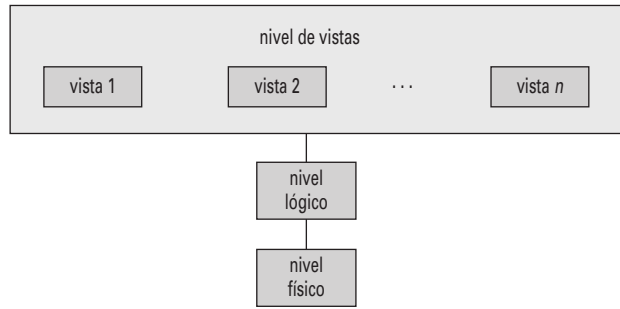 nivel de vistas
vista 1 vista 2 ... vista n
nivel
lógico
nivel
físico